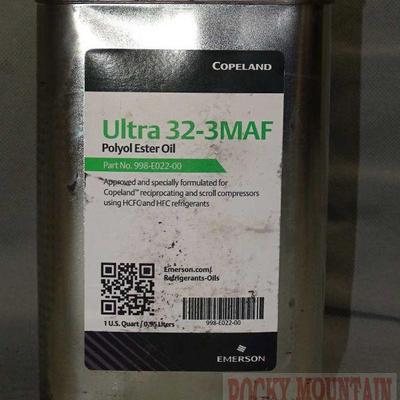 COPELAND
Ultra 32-3MAF
Polyol Ester Oil
Part No. 998-E022-00
Approved and specially formulated for
Copeland™ reciprocating and scroll compressors
using HCFC and HFC refrigerants
Emerson.com/
Refrigerants-Oils
1 U.S. Quart / 0.95 Liters
998-E022-00
EMERSON
ROCKY MOUNTAIN